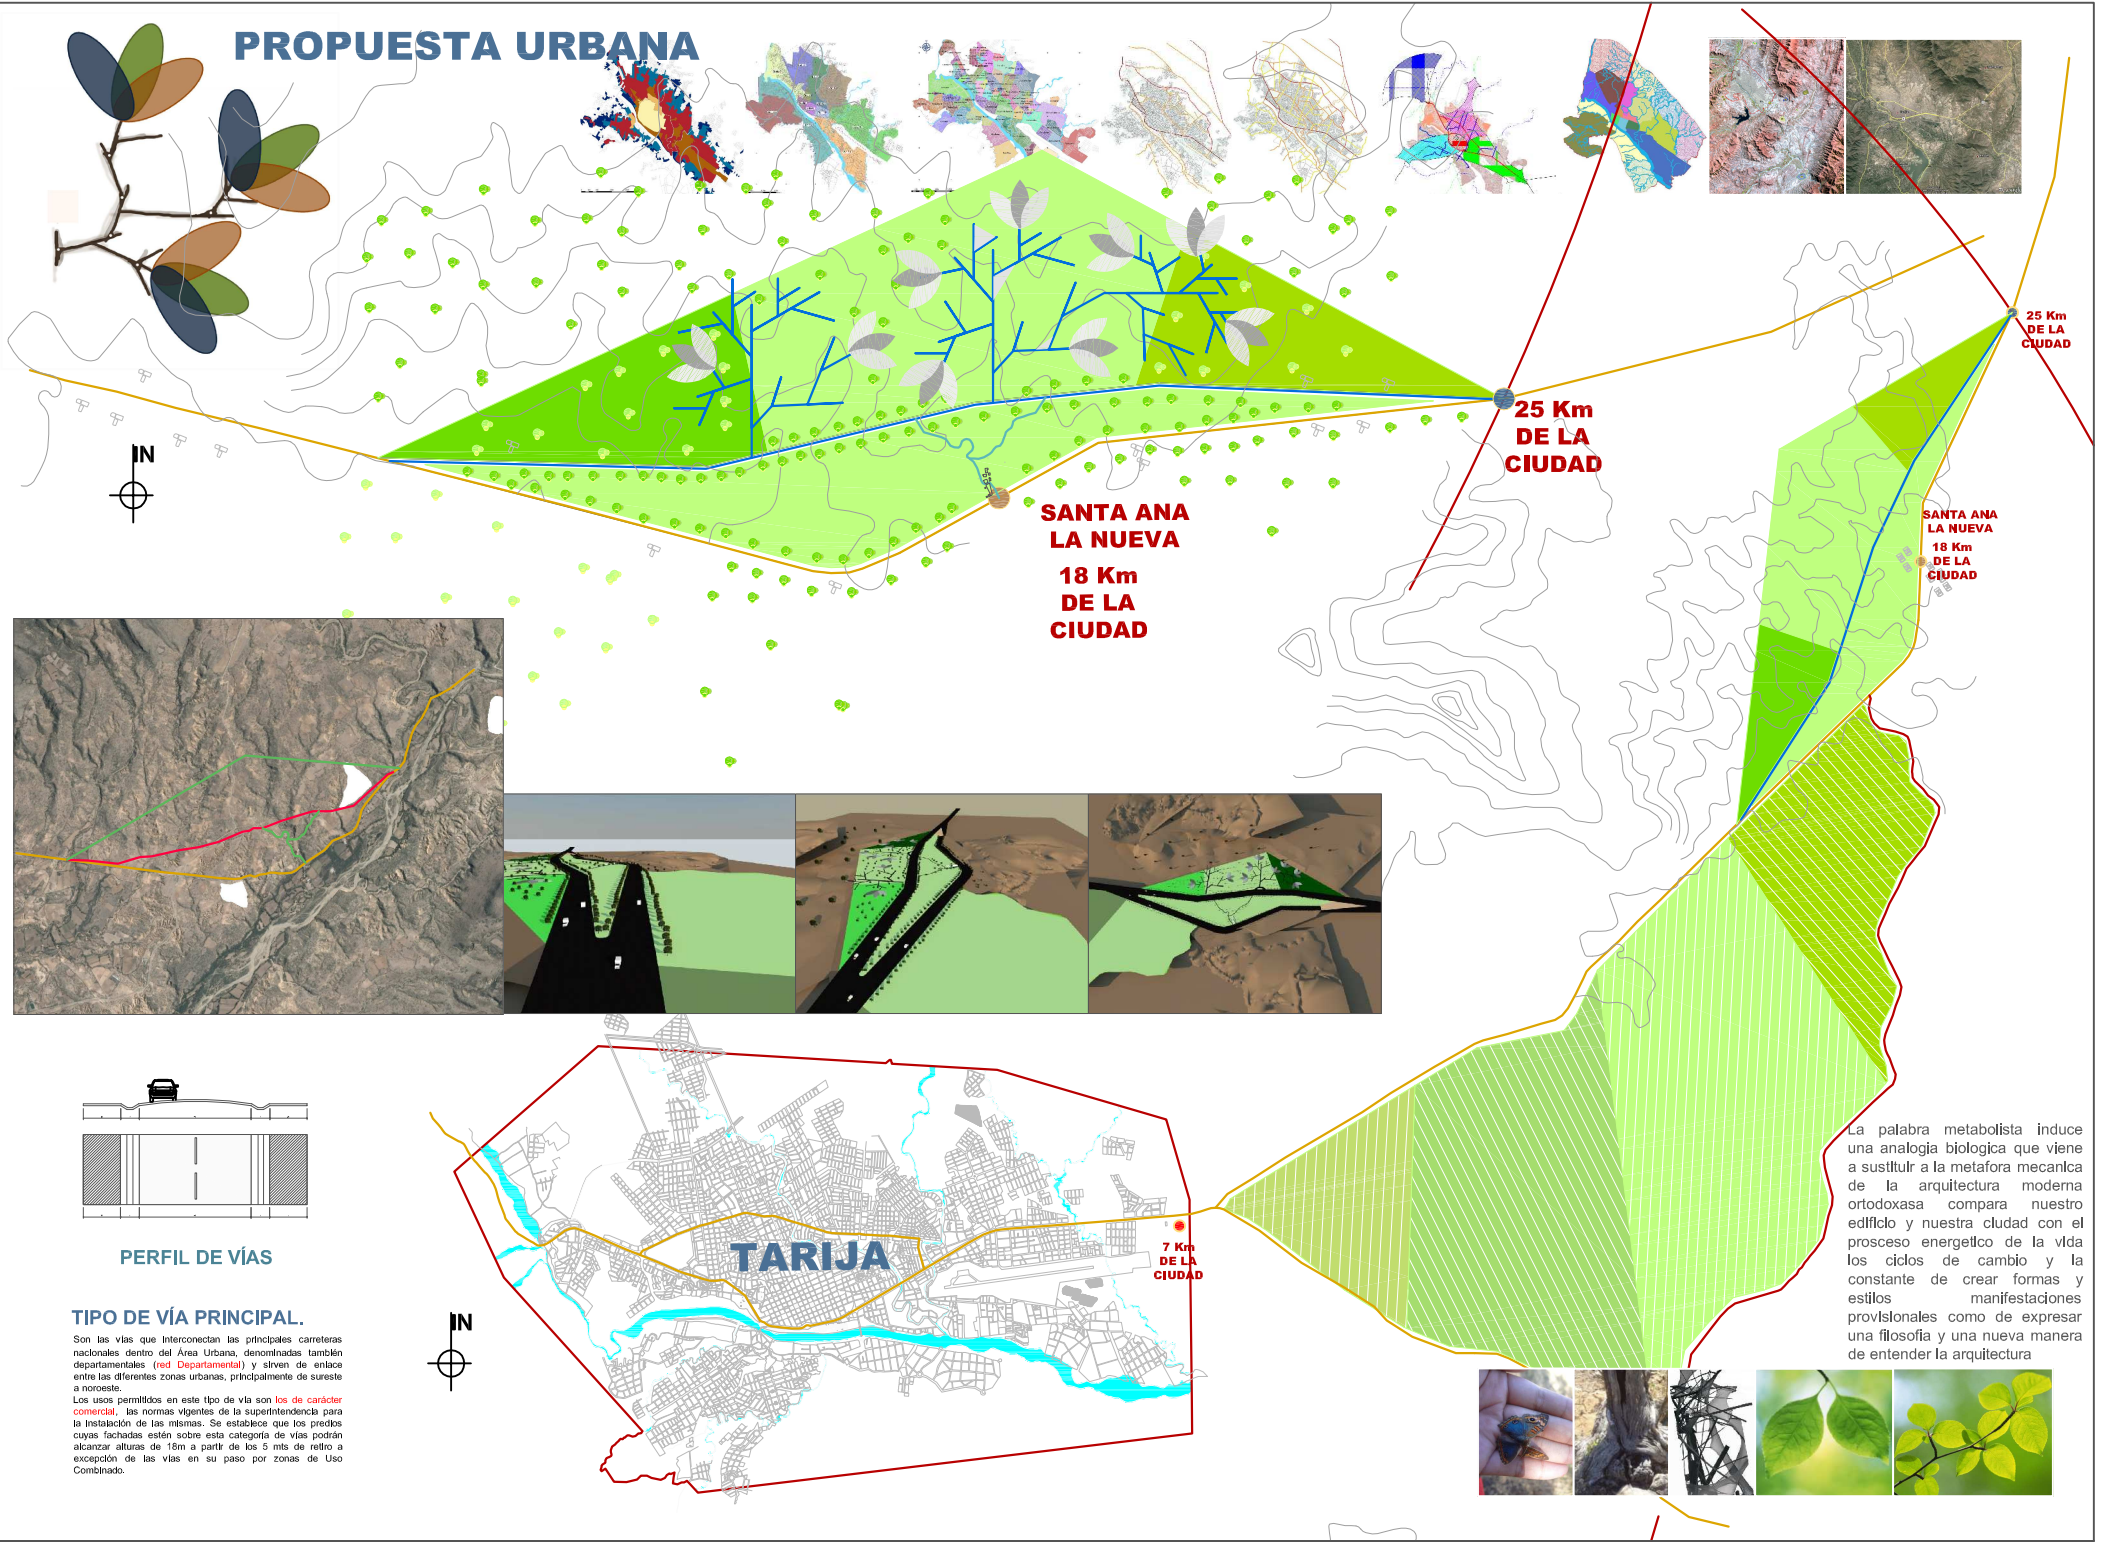 PROPUESTA URBANA
25 Km
DE LA
CIUDAD
25 Km
DE LA
CIUDAD
IN
SANTA ANA
LA NUEVA
18 Km
DE LA
CIUDAD
SANTA ANA
LA NUEVA
18 Km
DE LA
CIUDAD
PERFIL DE VÍAS
TIPO DE VÍA PRINCIPAL.
Son las vías que interconectan las principales carreteras
nacionales dentro del Área Urbana, denominadas también
departamentales (red Departamental) y sirven de enlace
entre las diferentes zonas urbanas, principalmente de sureste
a noroeste.
Los usos permitidos en este tipo de vía son los de carácter
comercial, las normas vigentes de la superintendencia para
la instalación de las mismas. Se establece que los predios
cuyas fachadas estén sobre esta categoría de vías podrán
alcanzar alturas de 18m a partir de los 5 mts de retiro a
excepción de las vías en su paso por zonas de Uso
Combinado.
IN
TARIJA
7 Km
DE LA
CIUDAD
La palabra metabolista induce
una analogia biologica que viene
a sustituir a la metafora mecanica
de la arquitectura moderna
ortodoxasa compara nuestro
edificio y nuestra ciudad con el
prosceso energetico de la vida
los ciclos de cambio y la
constante de crear formas y
estilos manifestaciones
provisionales como de expresar
una filosofia y una nueva manera
de entender la arquitectura